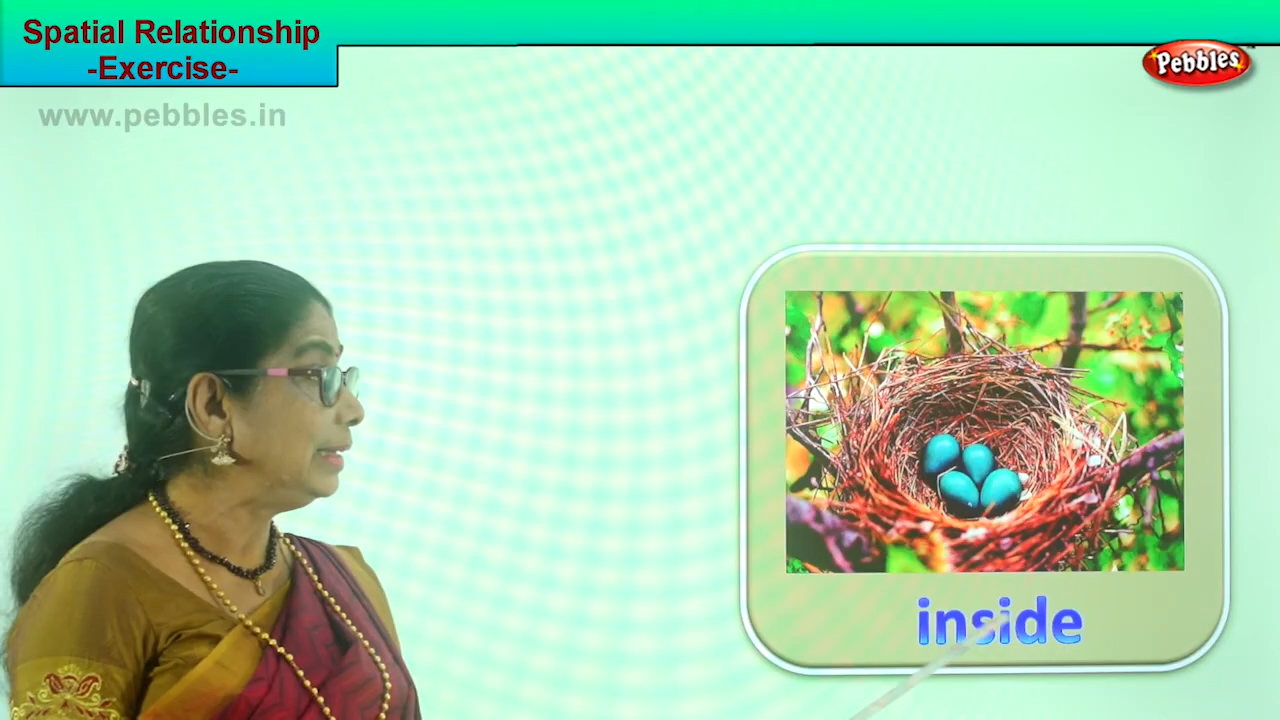 Spatial Relationship
-Exercise-
www.pebbles.in
Pebbles
inside